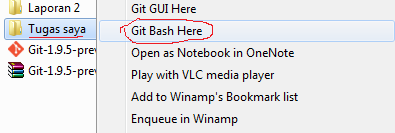 Laporan 2
Tugas saya
Git-1.9.5-prev
Git-1.9.5-prev
Git GUI Here
Git Bash Here
Open as Notebook in OneNote
Play with VLC media player
Add to Winamp's Bookmark list
Enqueue in Winamp